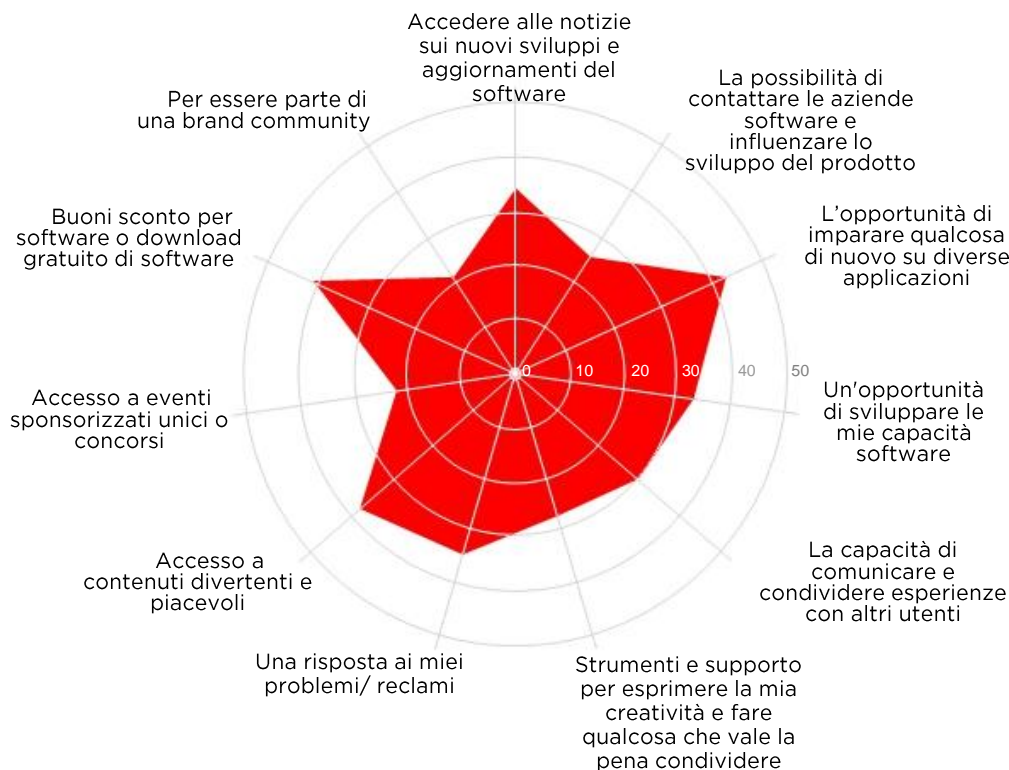 Accedere alle notizie
sui nuovi sviluppi e
aggiornamenti del
software
La possibilità di
contattare le aziende
software e
influenzare lo
sviluppo del prodotto
L’opportunità di
imparare qualcosa
di nuovo su diverse
applicazioni
Un'opportunità
di sviluppare le
mie capacità
software
La capacità di
comunicare e
condividere esperienze
con altri utenti
Strumenti e supporto
per esprimere la mia
creatività e fare
qualcosa che vale la
pena condividere
Una risposta ai miei
problemi/ reclami
Accesso a
contenuti divertenti e
piacevoli
Accesso a eventi
sponsorizzati unici o
concorsi
Buoni sconto per
software o download
gratuito di software
Per essere parte di
una brand community
0 10 20 30 40 50